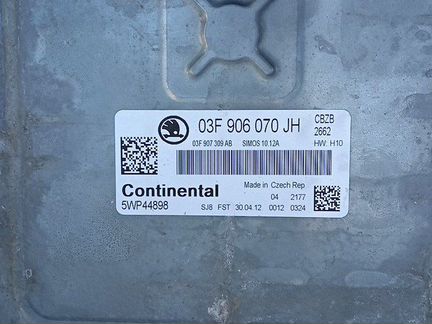 03F 906 070 JH CBZB
2662
03F 907 309 AB SIMOS 10.12A HW: H10
Continental Made in Czech Rep
04 2177
5WP44898 SJ8 FST 30.04.12 0012 0324